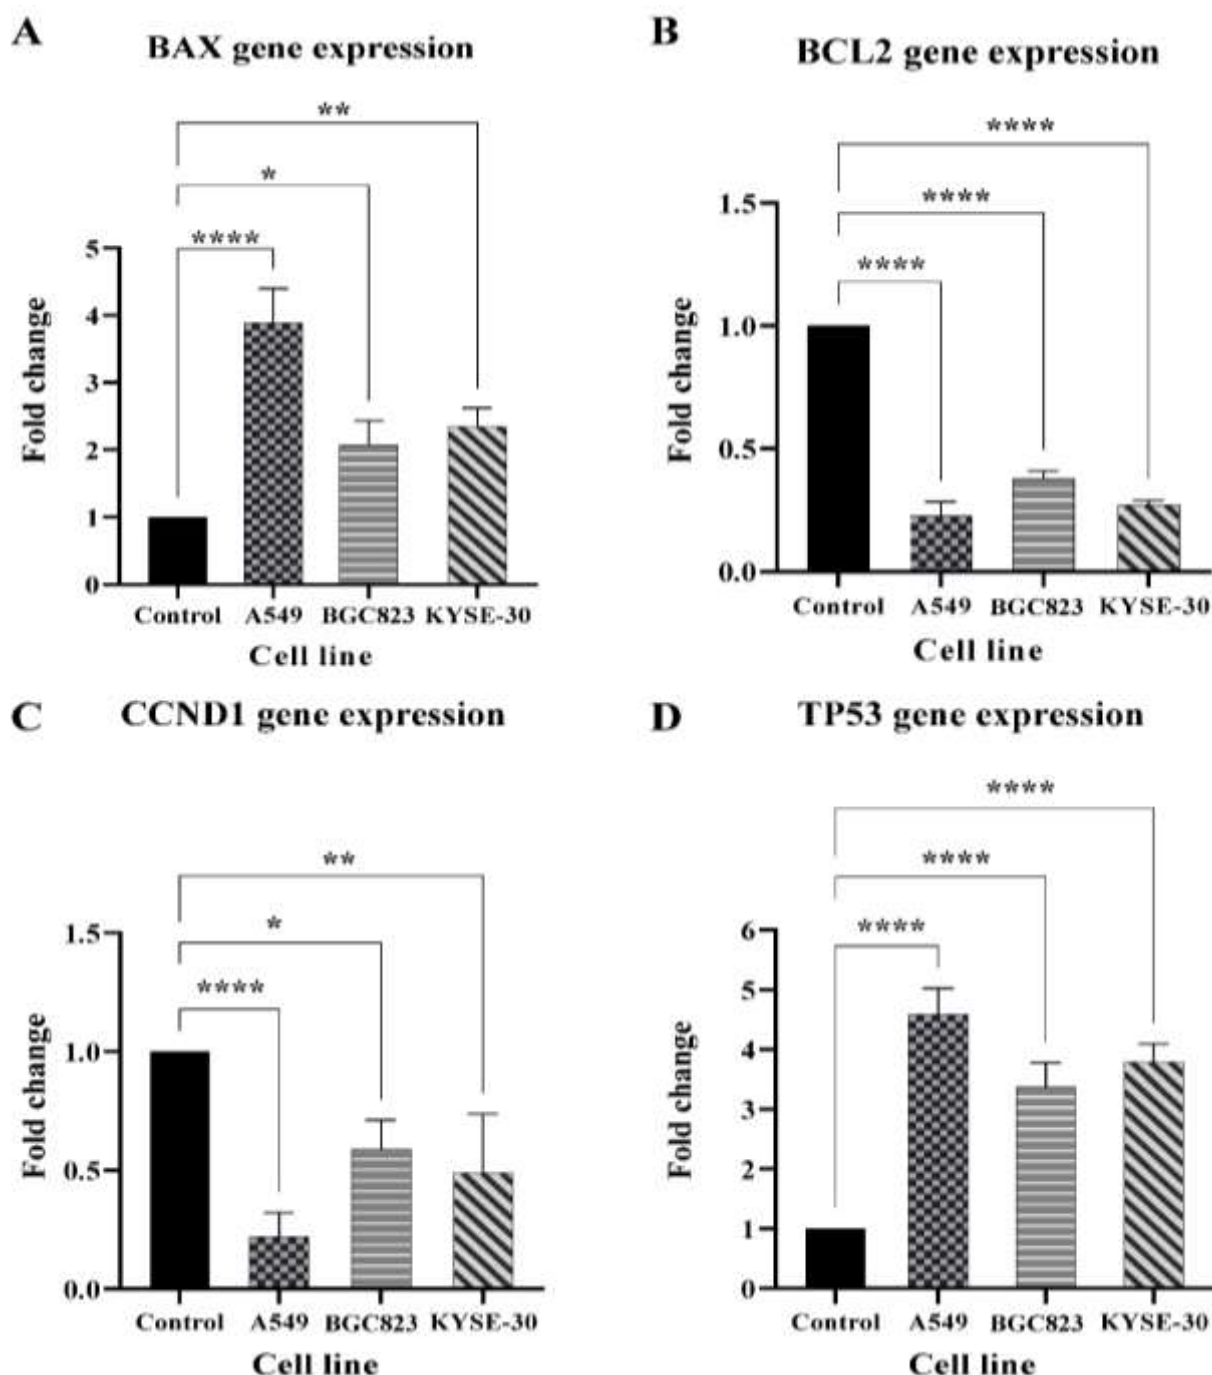 A
BAX gene expression
**
*
****
5
4
3
2
1
0
Fold change
Control A549 BGC823 KYSE-30
Cell line
B
BCL2 gene expression
****
****
****
1.5
1.0
0.5
0.0
Fold change
Control A549 BGC823 KYSE-30
Cell line
C
CCND1 gene expression
**
*
****
1.5
1.0
0.5
0.0
Fold change
Control A549 BGC823 KYSE-30
Cell line
D
TP53 gene expression
****
****
****
6
5
4
3
2
1
0
Fold change
Control A549 BGC823 KYSE-30
Cell line